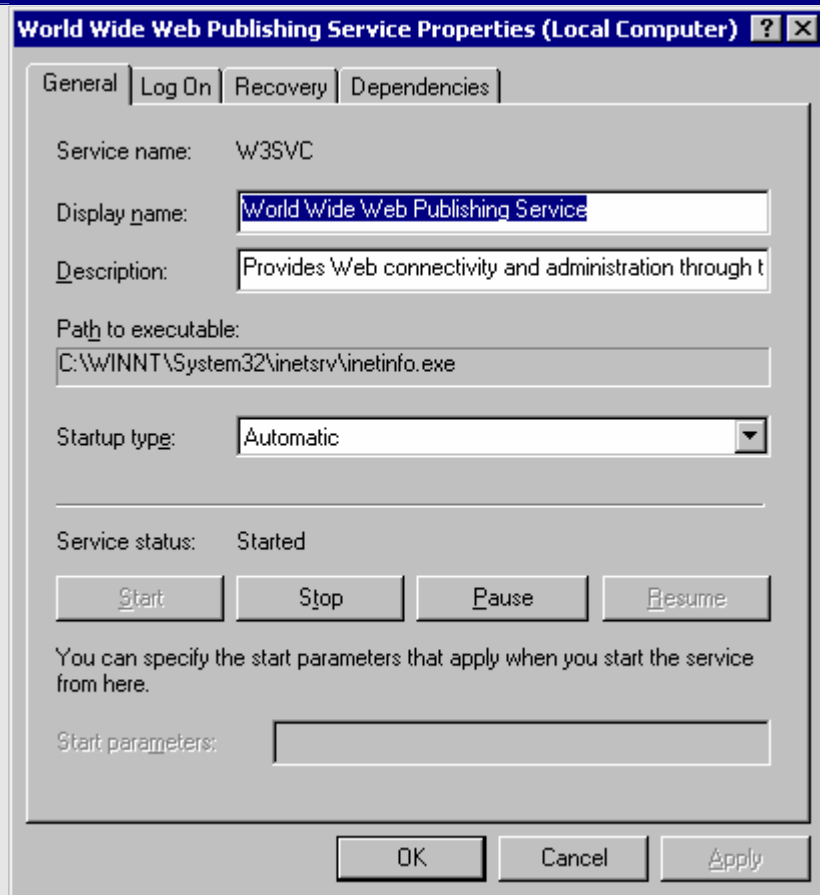 World Wide Web Publishing Service Properties (Local Computer)
General Log On Recovery Dependencies
Service name: W3SVC
Display name: World Wide Web Publishing Service
Description: Provides Web connectivity and administration through t
Path to executable:
C:\WINNT\System32\inetsrv\inetinfo.exe
Startup type: Automatic
Service status: Started
Start Stop Pause Resume
You can specify the start parameters that apply when you start the service
from here.
Start parameters:
OK Cancel Apply